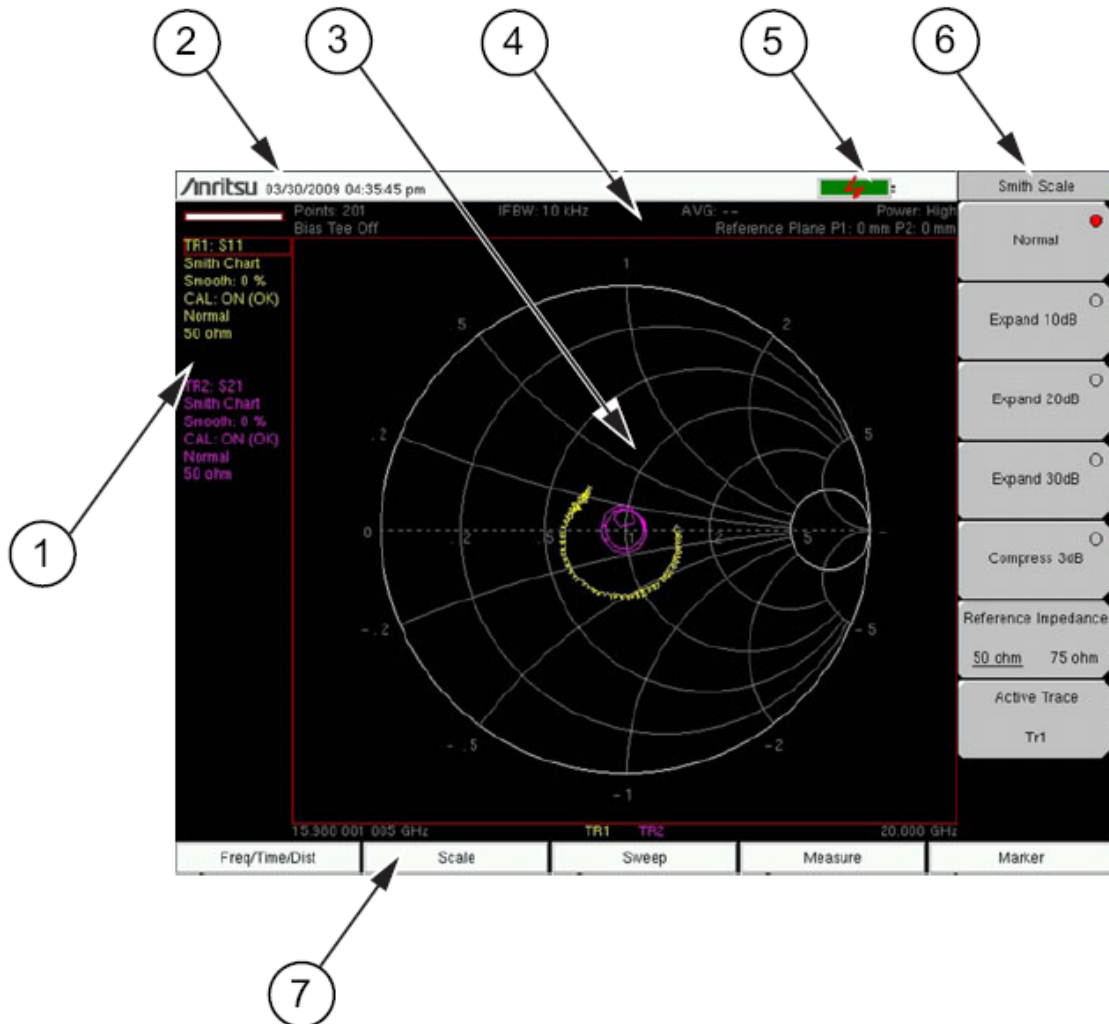 2
3
4
5
6
Anritsu 03/30/2009 04:35:45 pm
Smith Scale
Points: 201 IFBW: 10 kHz AVG: -- Power: High
Bias Tee Off Reference Plane P1: 0 mm P2: 0 mm
TR1: S11
Smith Chart
Smooth: 0 %
CAL: ON (OK)
Normal
50 ohm
TR2: S21
Smith Chart
Smooth: 0 %
CAL: ON (OK)
Normal
50 ohm
1
1
.5 2
.2 5
0 .2 .5 1 2 5
-.2 -5
-.5 -2
-1
Normal
Expand 10dB
Expand 20dB
Expand 30dB
Compress 3dB
Reference Impedance
50 ohm 75 ohm
Active Trace
Tr1
15.900 001 005 GHz TR1 TR2 20.000 GHz
Freq/Time/Dist Scale Sweep Measure Marker
7